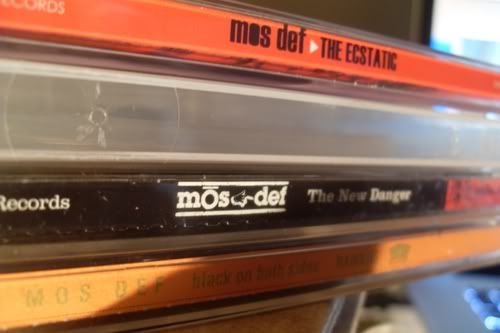 RECORDS
mos def ▸ THE ECSTATIC
Records mos def The New Danger
MOS DEF black on both sides